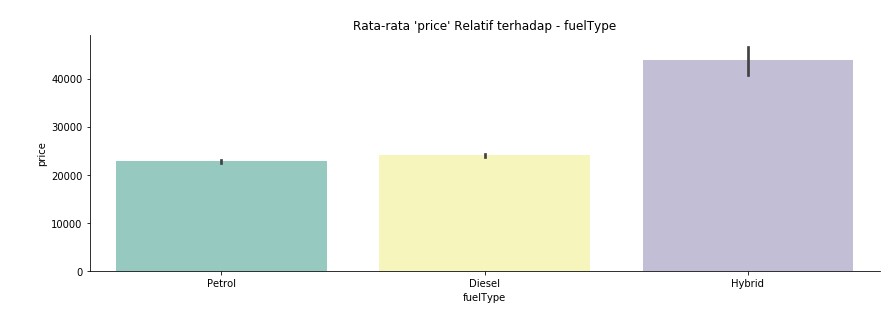 Rata-rata 'price' Relatif terhadap - fuelType
40000
30000
20000
10000
0
price
Petrol
Diesel
Hybrid
fuelType